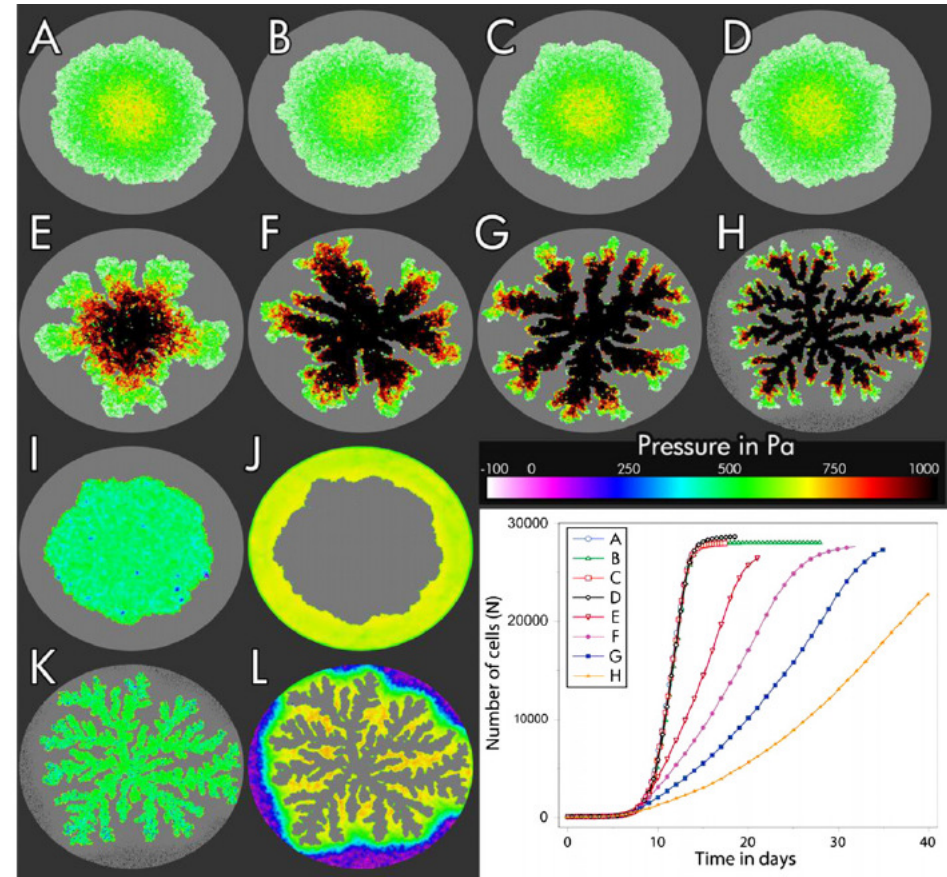 A B C D
E F G H
I J
Pressure in Pa
-100 0 250 500 750 1000
K L
30000
20000
10000
0
Number of cells (N)
A
B
C
D
E
F
G
H
0 10 20 30 40
Time in days